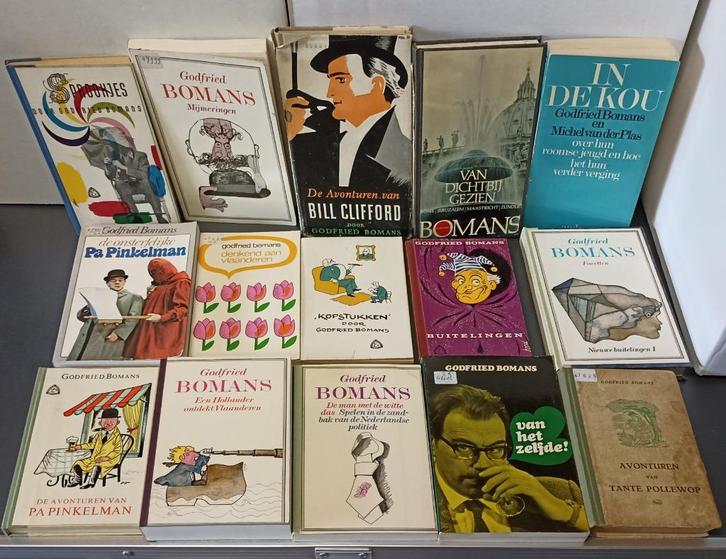 Sprookjes
Godfried
BOMANS
Mijmeringen
De Avonturen van
BILL CLIFFORD
DOOR
GODFRIED BOMANS
VAN
DICHTBIJ
GEZIEN
ROME/JERUZALEM/MAASTRICHT/ZUNDERT
BOMANS
IN
DE KOU
Godfried Bomans
en
Michel van der Plas
over hun
roomse jeugd en hoe
het hun
verder verging
Godfried Bomans
de onsterfelijke
Pa Pinkelman
godfried bomans
denkend aan
vlaanderen
„KOPSTUKKEN”
DOOR
GODFRIED BOMANS
GODFRIED BOMANS
BUITELINGEN
Godfried
BOMANS
Facetten
Nieuwe buitelingen 1
GODFRIED BOMANS
DE AVONTUREN VAN
PA PINKELMAN
Godfried
BOMANS
Een Hollander
ontdekt Vlaanderen
Godfried
BOMANS
De man met de witte
das Spelen in de zand-
bak van de Nederlandse
politiek
GODFRIED BOMANS
van
het
zelfde!
GODFRIED BOMANS
AVONTUREN
VAN
TANTE POLLEWOP